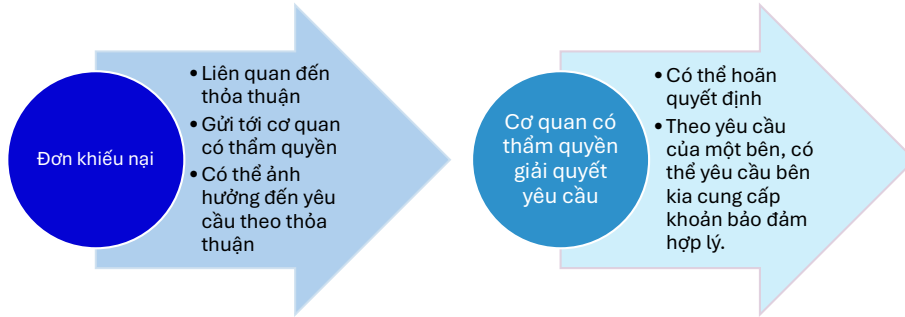 Đơn khiếu nại
• Liên quan đến
thỏa thuận
• Gửi tới cơ quan
có thẩm quyền
• Có thể ảnh
hưởng đến yêu
cầu theo thỏa
thuận
Cơ quan có
thẩm quyền
giải quyết
yêu cầu
• Có thể hoãn
quyết định
• Theo yêu cầu
của một bên, có
thể yêu cầu bên
kia cung cấp
khoản bảo đảm
hợp lý.